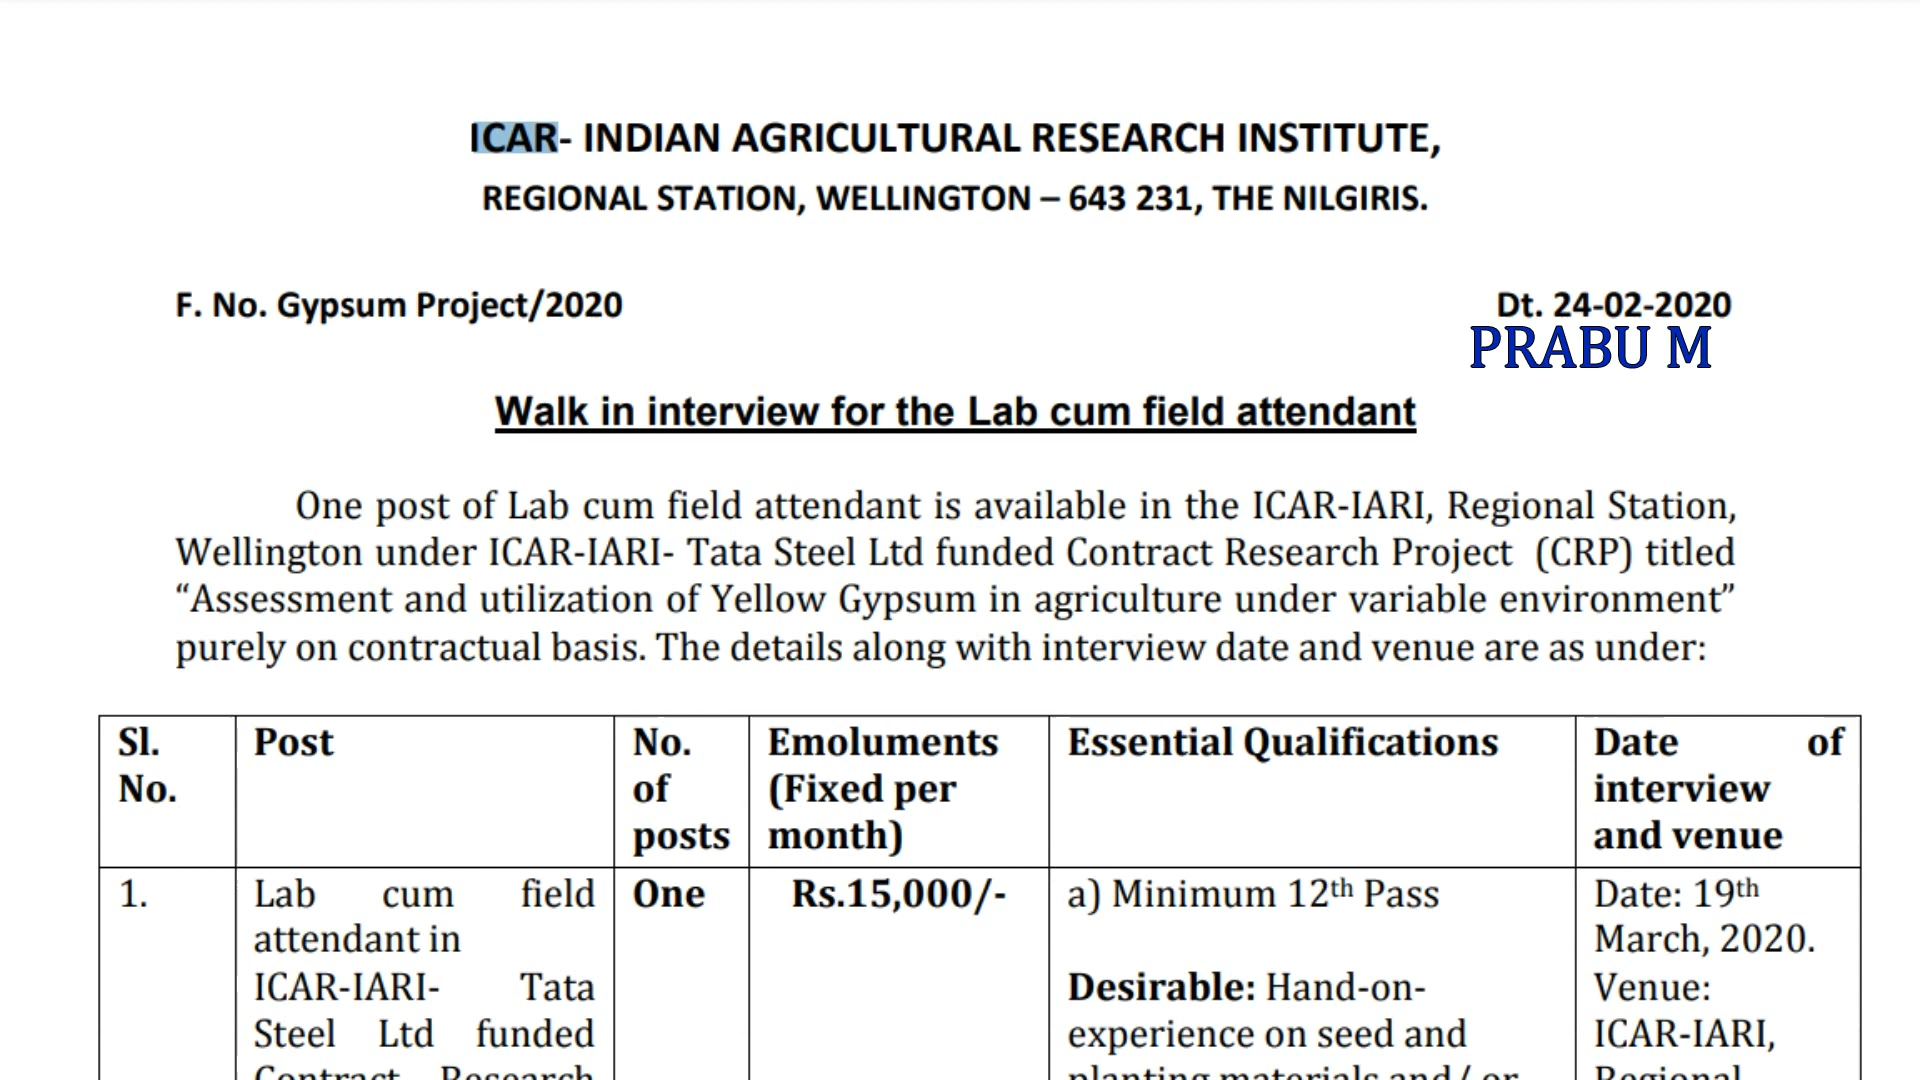 ICAR- INDIAN AGRICULTURAL RESEARCH INSTITUTE,
REGIONAL STATION, WELLINGTON – 643 231, THE NILGIRIS.
F. No. Gypsum Project/2020
Dt. 24-02-2020
PRABU M
Walk in interview for the Lab cum field attendant
One post of Lab cum field attendant is available in the ICAR-IARI, Regional Station,
Wellington under ICAR-IARI- Tata Steel Ltd funded Contract Research Project (CRP) titled
“Assessment and utilization of Yellow Gypsum in agriculture under variable environment”
purely on contractual basis. The details along with interview date and venue are as under:
Sl.
No.
Post
No.
of
posts
Emoluments
(Fixed per
month)
Essential Qualifications
Date of
interview
and venue
1.
Lab cum field
attendant in
ICAR-IARI- Tata
Steel Ltd funded
Contract Research
One
Rs.15,000/-
a) Minimum 12th Pass
Desirable: Hand-on-
experience on seed and
planting materials and/ or
Date: 19th
March, 2020.
Venue:
ICAR-IARI,
Regional